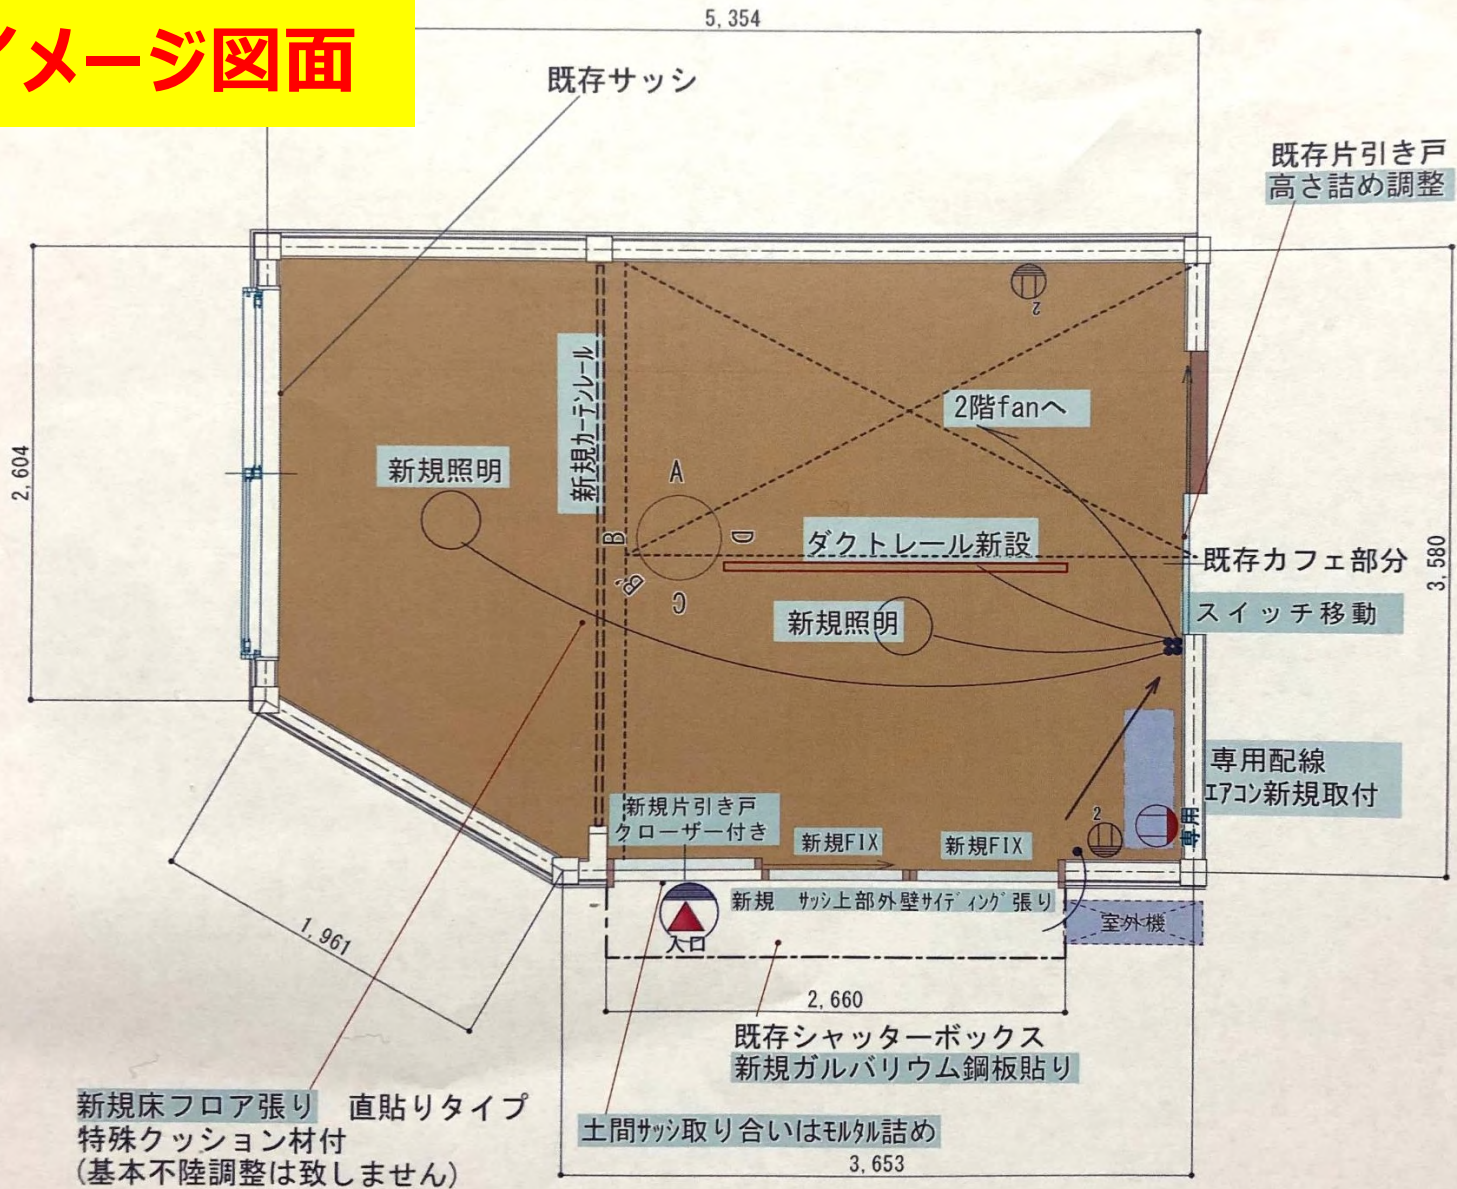 イメージ図面
5,354
既存サッシ
既存片引き戸
高さ詰め調整
2
2,604
新規カーテンレール
2階fanへ
新規照明
A
B
D
B'
C
ダクトレール新設
既存カフェ部分
3,580
新規照明
スイッチ移動
専用配線
エアコン新規取付
新規片引き戸
クローザー付き
新規FIX
新規FIX
2
専用
新規 サッシ上部外壁サイディング張り
入口
室外機
1,961
2,660
既存シャッターボックス
新規ガルバリウム鋼板貼り
新規床フロア張り 直貼りタイプ
特殊クッション材付
(基本不陸調整は致しません)
土間サッシ取り合いはモルタル詰め
3,653